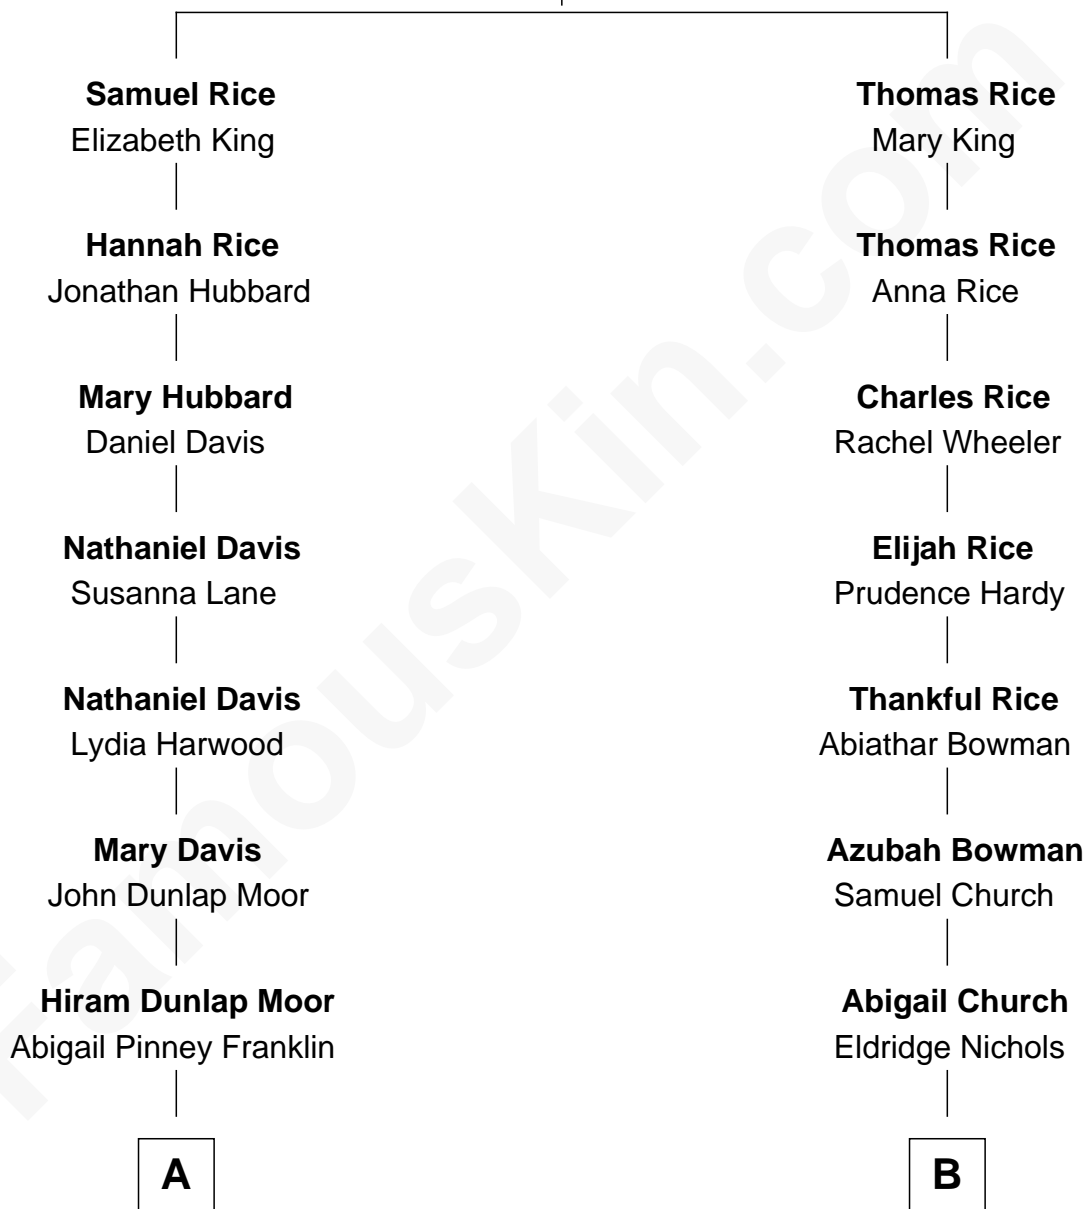 Samuel Rice
Elizabeth King
Hannah Rice
Jonathan Hubbard
Mary Hubbard
Daniel Davis
Nathaniel Davis
Susanna Lane
Nathaniel Davis
Lydia Harwood
Mary Davis
John Dunlap Moor
Hiram Dunlap Moor
Abigail Pinney Franklin
A
Thomas Rice
Mary King
Thomas Rice
Anna Rice
Charles Rice
Rachel Wheeler
Elijah Rice
Prudence Hardy
Thankful Rice
Abiathar Bowman
Azubah Bowman
Samuel Church
Abigail Church
Eldridge Nichols
B
FamousKin.com